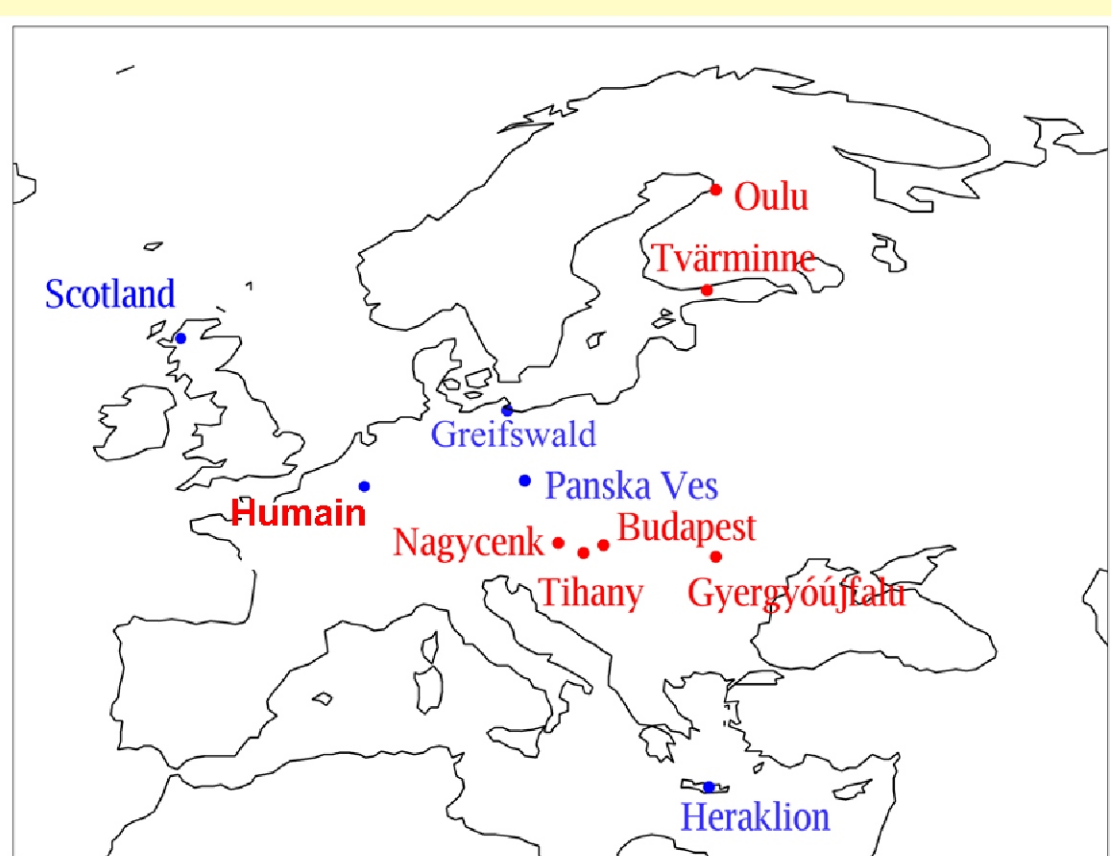 Oulu
Tvärminne
Scotland
Greifswald
Panska Ves
Humain
Budapest
Nagycenk
Tihany
Gyergyóújfalu
Heraklion